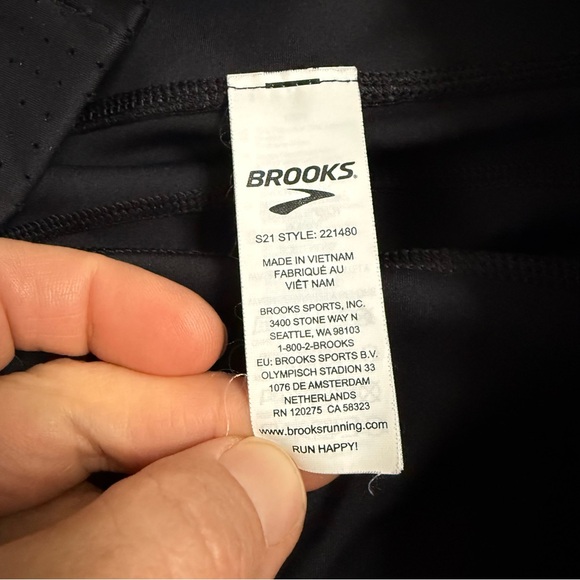 BROOKS
S21 STYLE: 221480
MADE IN VIETNAM
FABRIQUÉ AU
VIÊT NAM
BROOKS SPORTS, INC.
3400 STONE WAY N
SEATTLE, WA 98103
1-800-2-BROOKS
EU: BROOKS SPORTS B.V.
OLYMPISCH STADION 33
1076 DE AMSTERDAM
NETHERLANDS
RN 120275 CA 58323
www.brooksrunning.com
RUN HAPPY!